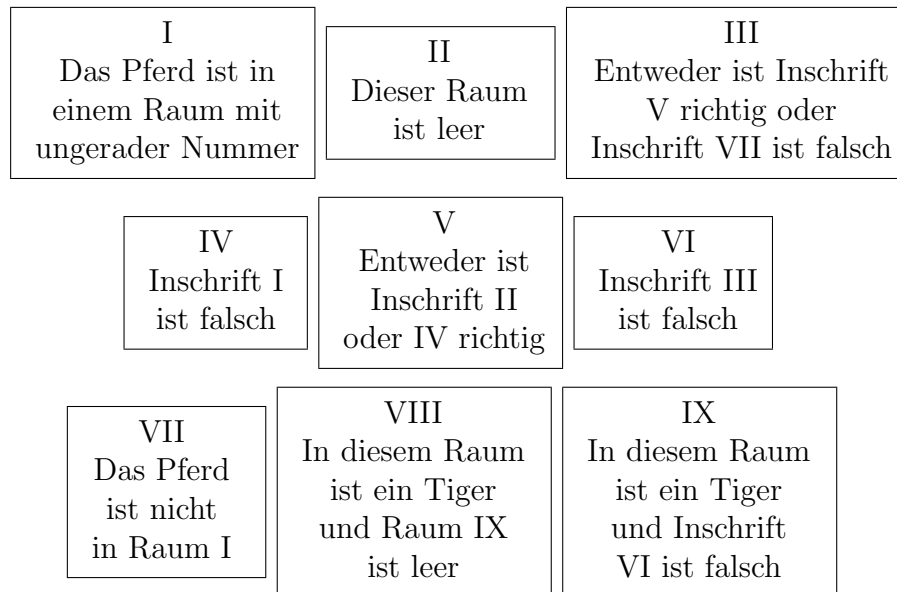 I
Das Pferd ist in
einem Raum mit
ungerader Nummer
II
Dieser Raum
ist leer
III
Entweder ist Inschrift
V richtig oder
Inschrift VII ist falsch
IV
Inschrift I
ist falsch
V
Entweder ist
Inschrift II
oder IV richtig
VI
Inschrift III
ist falsch
VII
Das Pferd
ist nicht
in Raum I
VIII
In diesem Raum
ist ein Tiger
und Raum IX
ist leer
IX
In diesem Raum
ist ein Tiger
und Inschrift
VI ist falsch